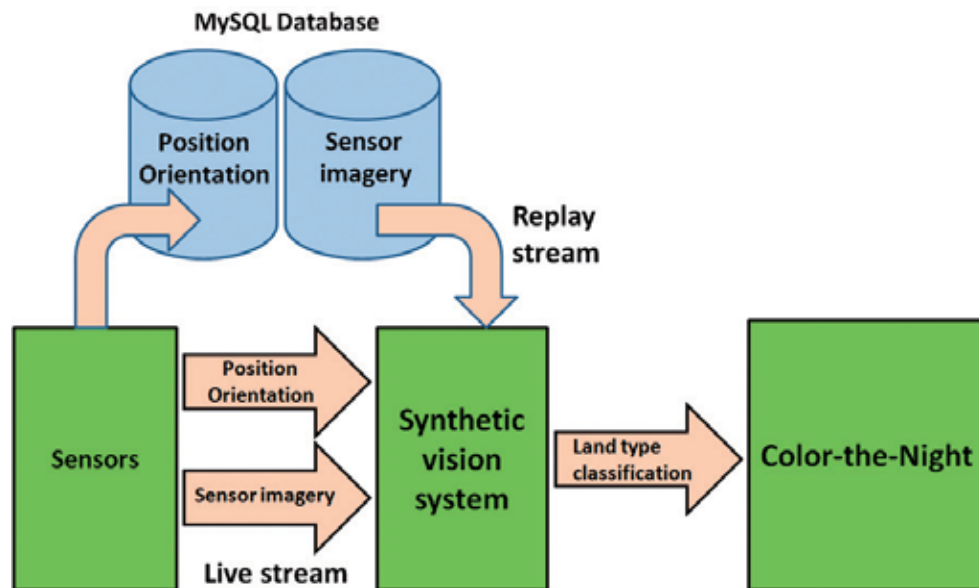 MySQL Database
Position
Orientation
Sensor
imagery
Replay
stream
Sensors
Position
Orientation
Sensor imagery
Live stream
Synthetic
vision
system
Land type
classification
Color-the-Night